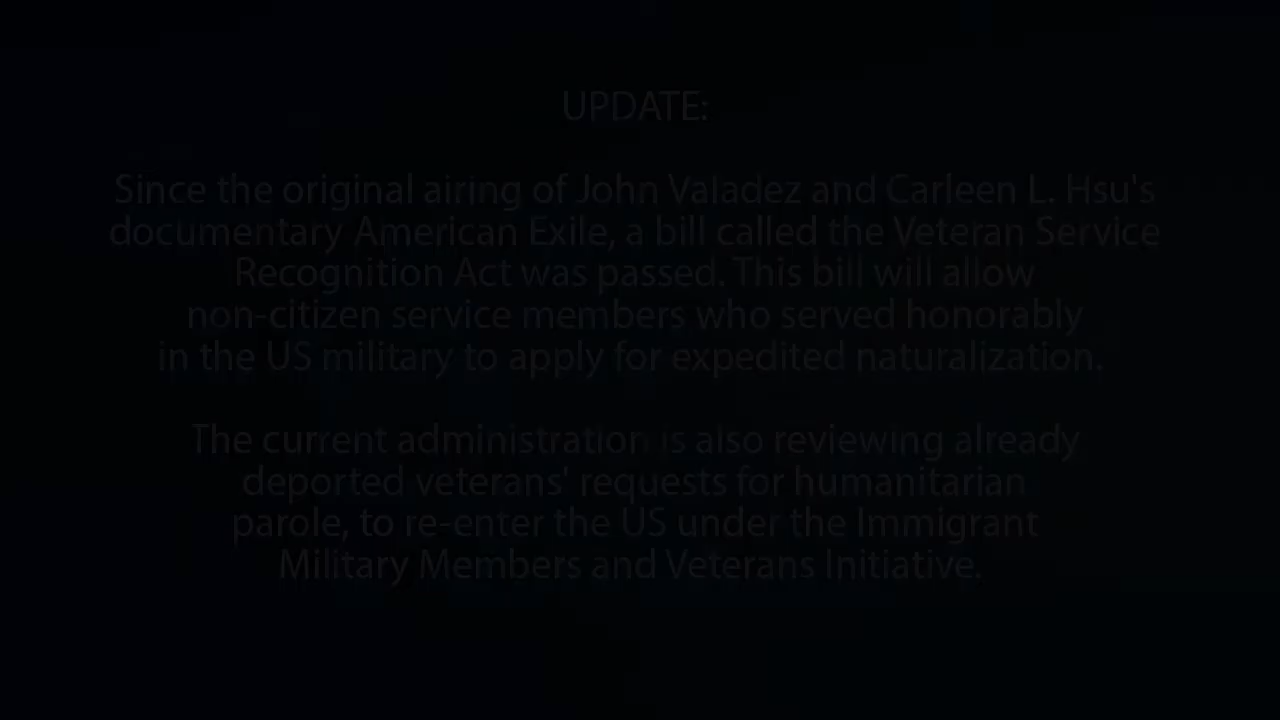 UPDATE:
Since the original airing of John Valadez and Carleen L. Hsu's
documentary American Exile, a bill called the Veteran Service
Recognition Act was passed. This bill will allow
non-citizen service members who served honorably
in the US military to apply for expedited naturalization.
The current administration is also reviewing already
deported veterans' requests for humanitarian
parole, to re-enter the US under the Immigrant
Military Members and Veterans Initiative.